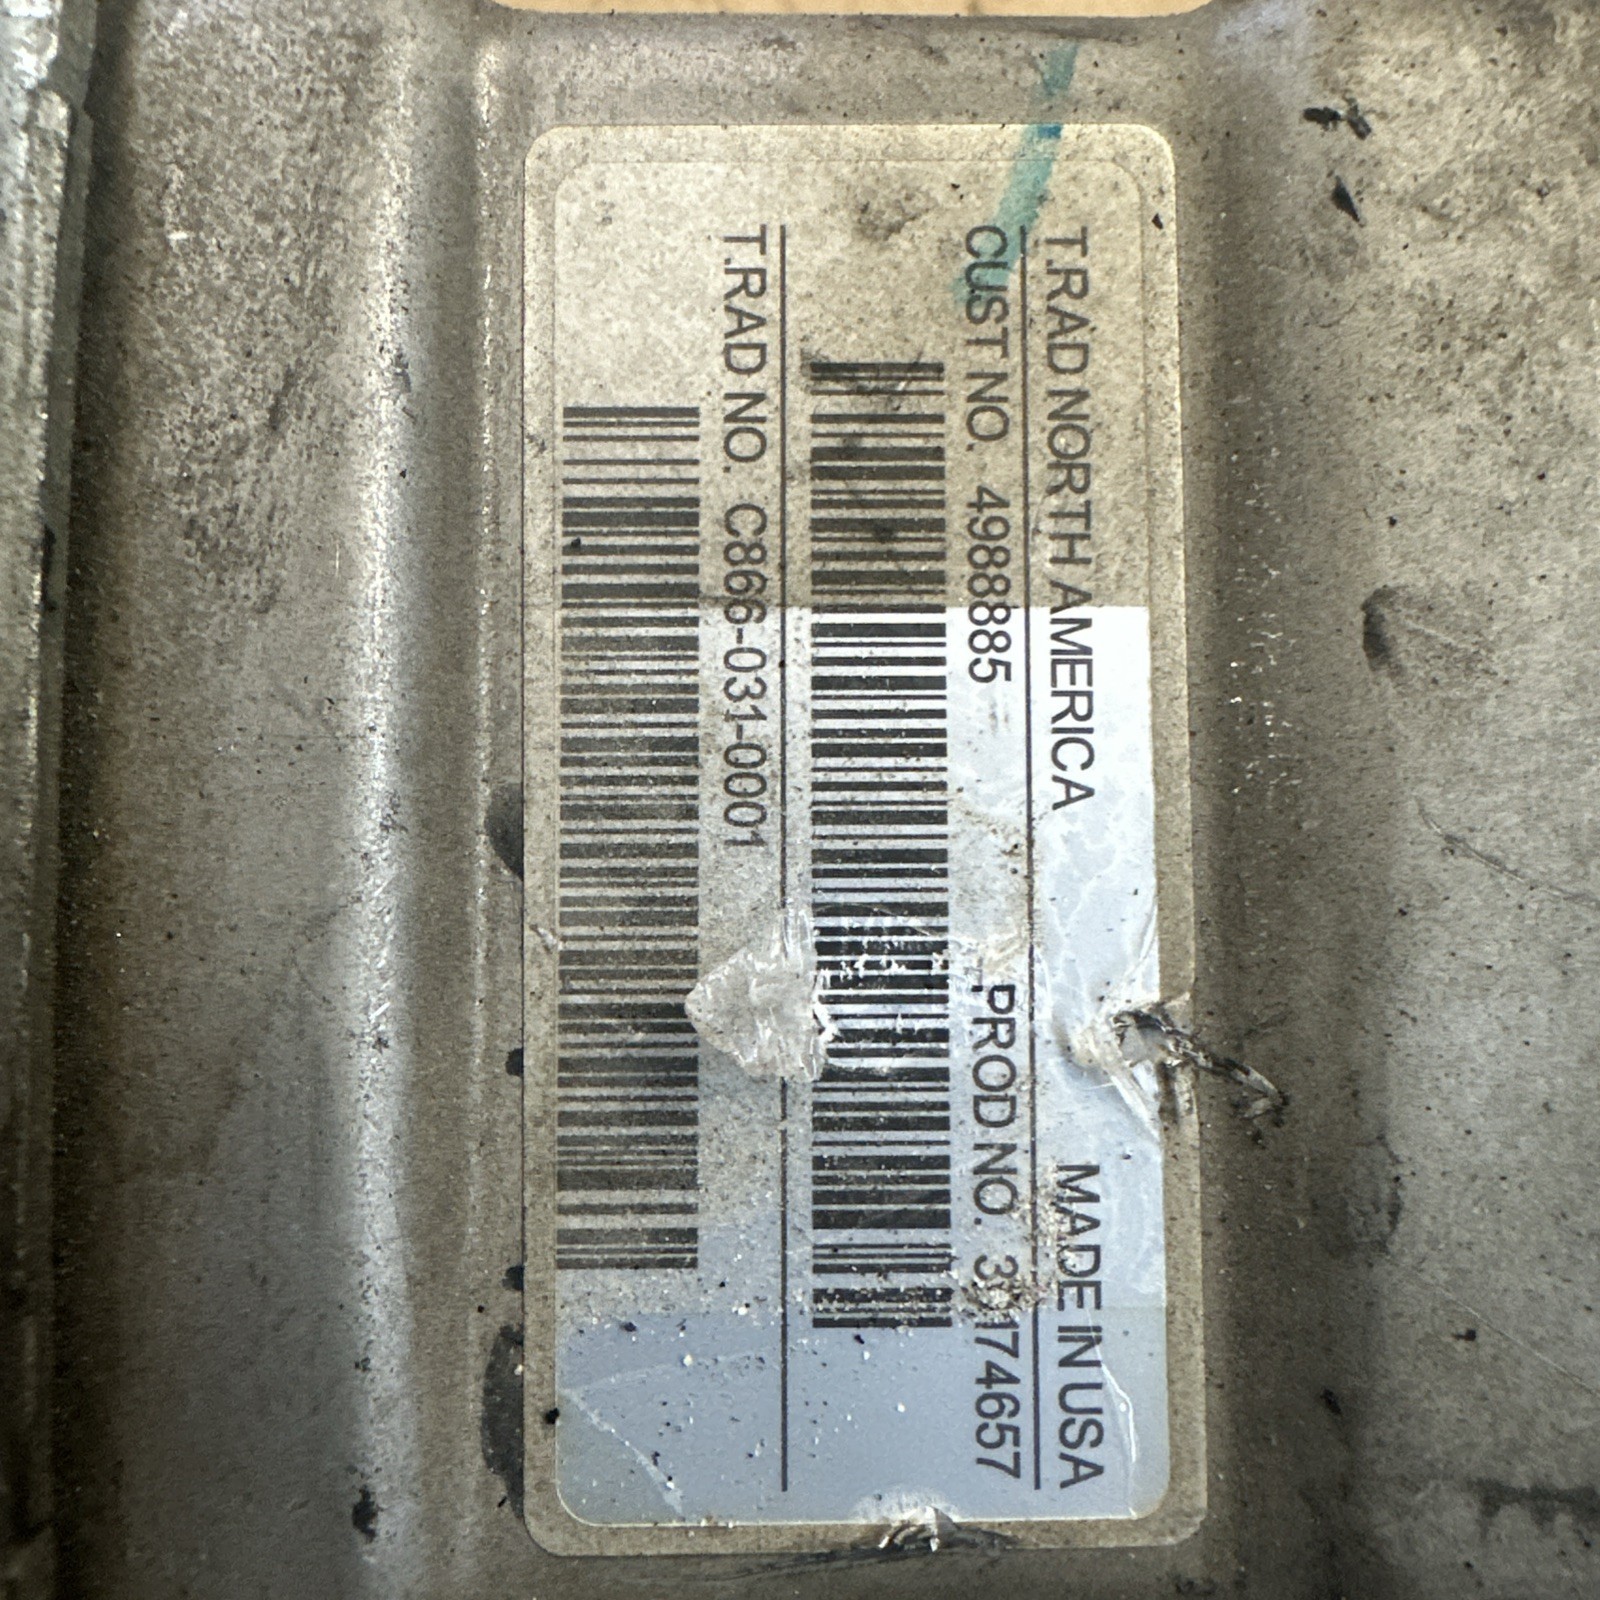 T.RAD NORTH AMERICA MADE IN USA
CUST NO. 4988885 PROD NO.
T.RAD NO. C866-031-0001